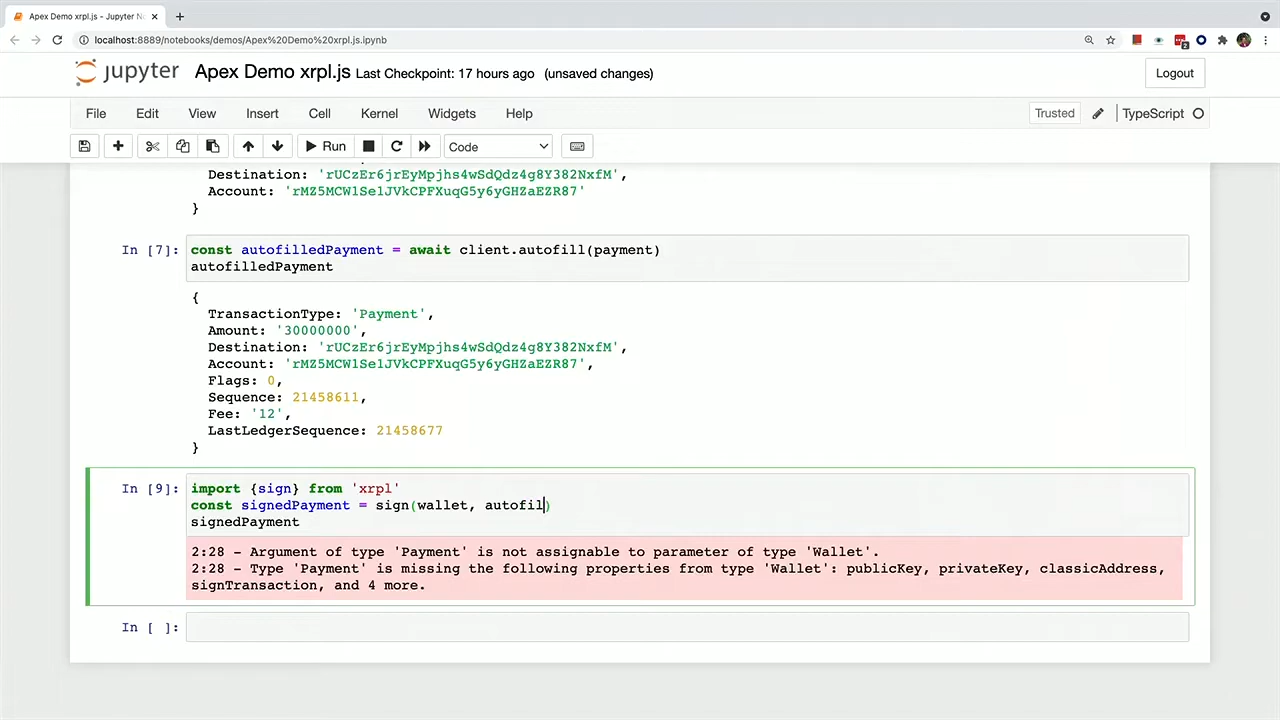 Apex Demo xrpl.js - Jupyter No
localhost:8889/notebooks/demos/Apex%20Demo%20xrpl.js.ipynb
2
jupyter Apex Demo xrpl.js Last Checkpoint: 17 hours ago (unsaved changes)
Logout
File Edit View Insert Cell Kernel Widgets Help
Trusted TypeScript
Run Code
Destination: 'rUCzEr6jrEyMpjhs4wSdQdz4g8Y382NxfM',
Account: 'rMZ5MCW1Se1JVkCPFXuqG5y6yGHZaEZR87'
}
In [7]: const autofilledPayment = await client.autofill(payment)
autofilledPayment
{
TransactionType: 'Payment',
Amount: '30000000',
Destination: 'rUCzEr6jrEyMpjhs4wSdQdz4g8Y382NxfM',
Account: 'rMZ5MCW1Se1JVkCPFXuqG5y6yGHZaEZR87',
Flags: 0,
Sequence: 21458611,
Fee: '12',
LastLedgerSequence: 21458677
}
In [9]: import {sign} from 'xrpl'
const signedPayment = sign(wallet, autofil)
signedPayment
2:28 - Argument of type 'Payment' is not assignable to parameter of type 'Wallet'.
2:28 - Type 'Payment' is missing the following properties from type 'Wallet': publicKey, privateKey, classicAddress,
signTransaction, and 4 more.
In [ ]: